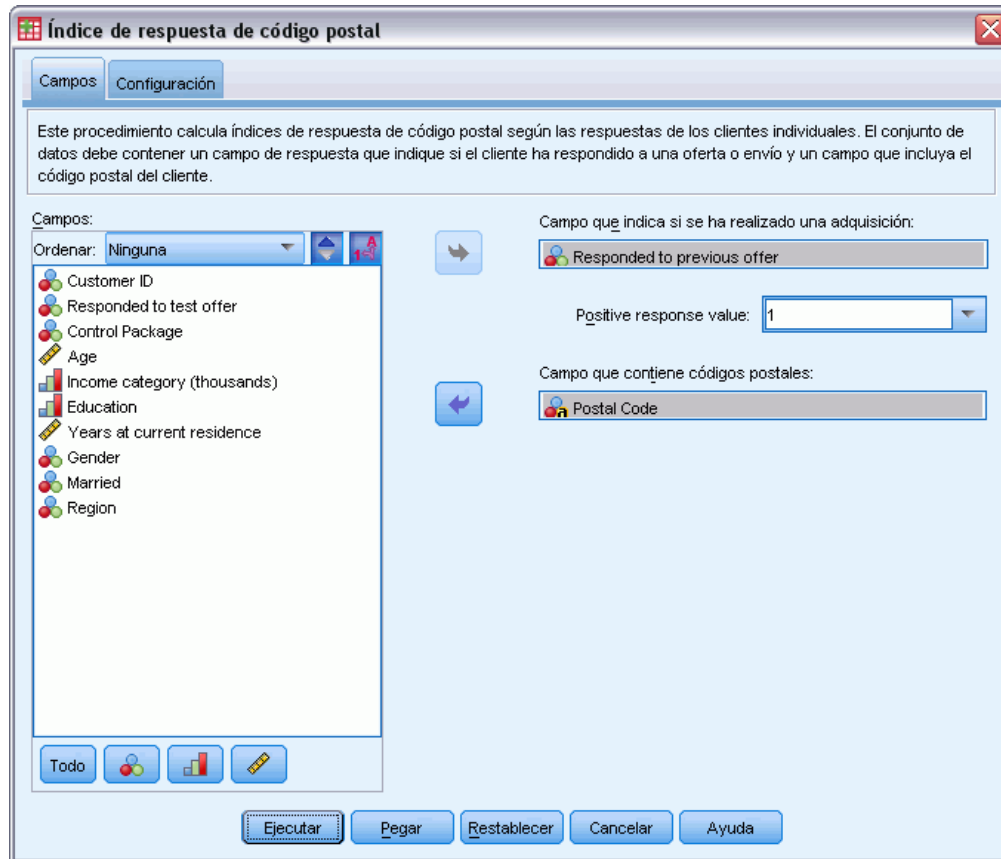 Índice de respuesta de código postal
Campos
Configuración
Este procedimiento calcula índices de respuesta de código postal según las respuestas de los clientes individuales. El conjunto de
datos debe contener un campo de respuesta que indique si el cliente ha respondido a una oferta o envío y un campo que incluya el
código postal del cliente.
Campos:
Ordenar: Ninguna
Customer ID
Responded to test offer
Control Package
Age
Income category (thousands)
Education
Years at current residence
Gender
Married
Region
Todo
Campo que indica si se ha realizado una adquisición:
Responded to previous offer
Positive response value: 1
Campo que contiene códigos postales:
Postal Code
Ejecutar
Pegar
Restablecer
Cancelar
Ayuda